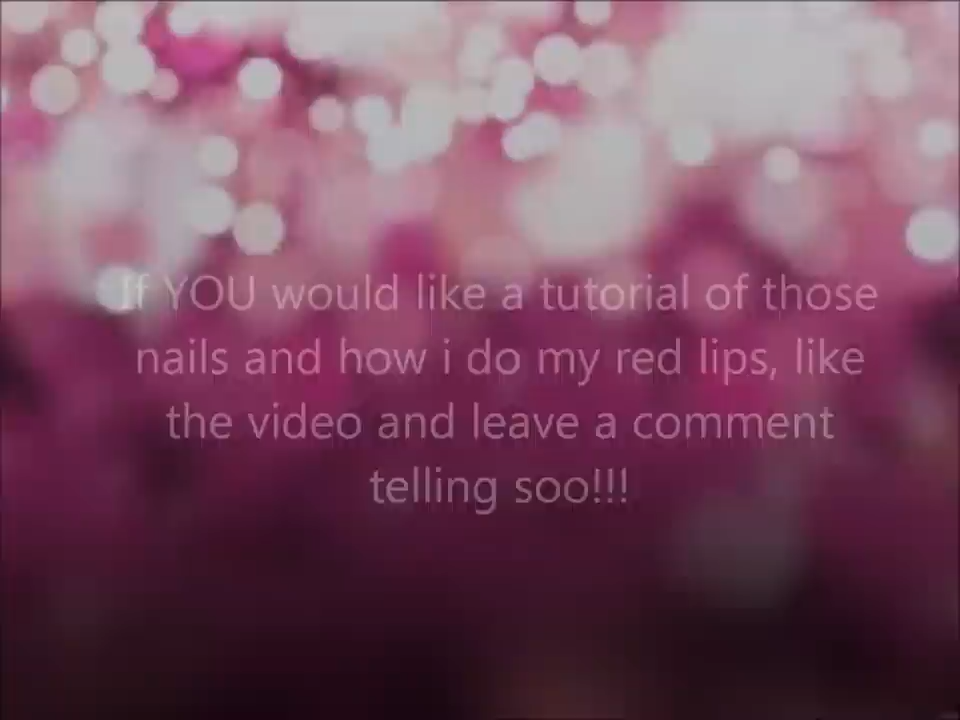 If YOU would like a tutorial of those
nails and how i do my red lips, like
the video and leave a comment
telling soo!!!